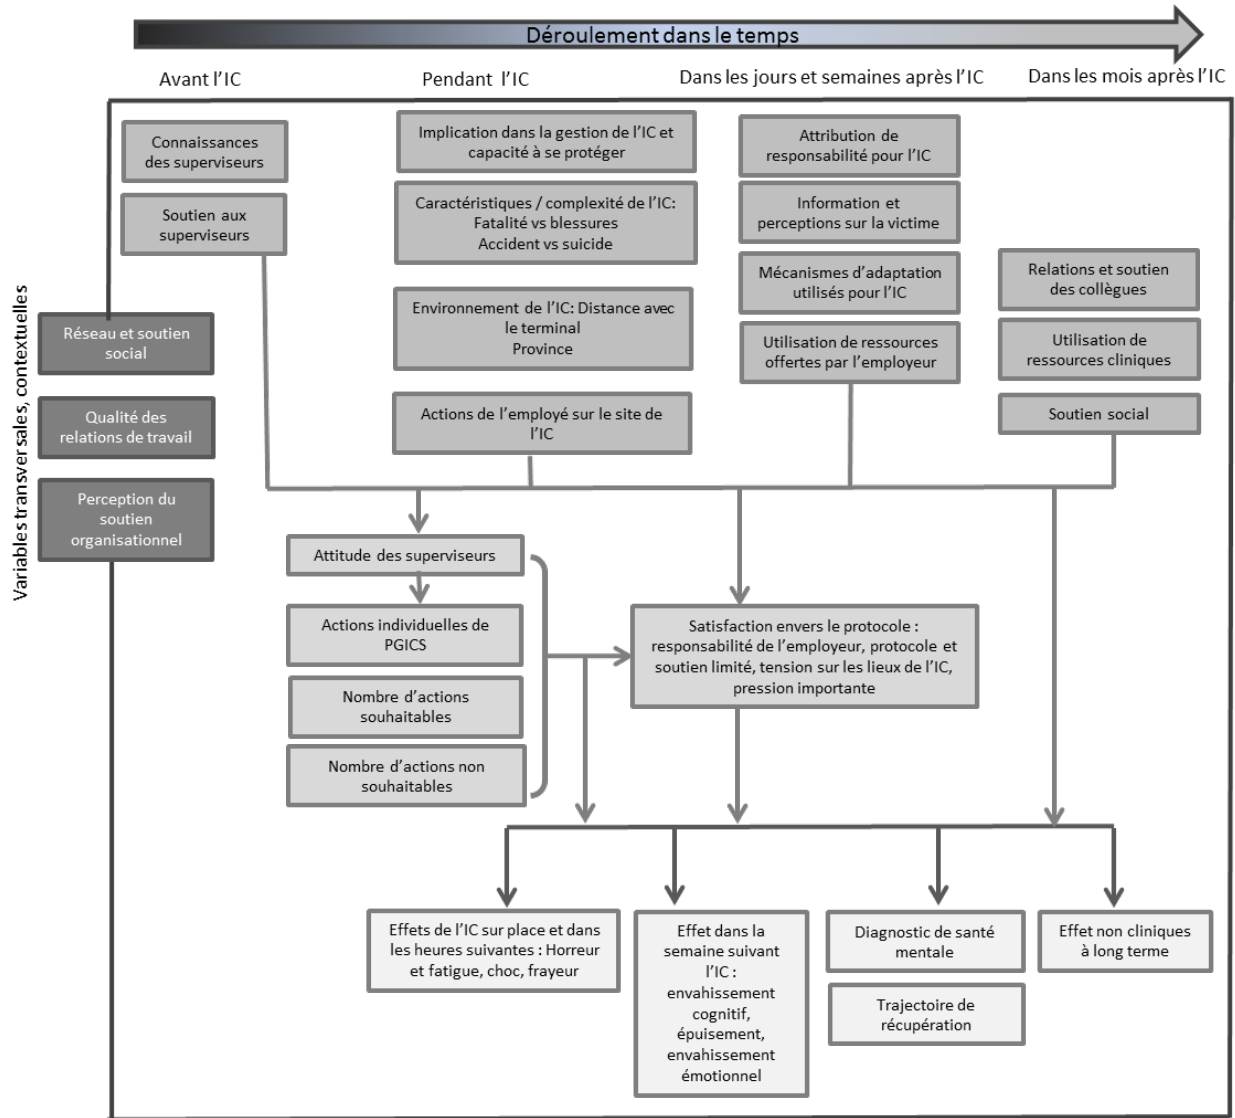 Déroulement dans le temps
Avant l'IC
Pendant l'IC
Dans les jours et semaines après l'IC
Dans les mois après l'IC
Variables transversales, contextuelles
Réseau et soutien
social
Qualité des
relations de travail
Perception du
soutien
organisationnel
Connaissances
des superviseurs
Soutien aux
superviseurs
Implication dans la gestion de l'IC et
capacité à se protéger
Caractéristiques / complexité de l'IC:
Fatalité vs blessures
Accident vs suicide
Environnement de l'IC: Distance avec
le terminal
Province
Actions de l'employé sur le site de
l'IC
Attribution de
responsabilité pour l'IC
Information et
perceptions sur la victime
Mécanismes d'adaptation
utilisés pour l'IC
Utilisation de ressources
offertes par l'employeur
Relations et soutien
des collègues
Utilisation de
ressources cliniques
Soutien social
Attitude des superviseurs
Actions individuelles de
PGICS
Nombre d'actions
souhaitables
Nombre d'actions non
souhaitables
Satisfaction envers le protocole :
responsabilité de l'employeur, protocole et
soutien limité, tension sur les lieux de l'IC,
pression importante
Effets de l'IC sur place et dans
les heures suivantes : Horreur
et fatigue, choc, frayeur
Effet dans la
semaine suivant
l'IC :
envahissement
cognitif,
épuisement,
envahissement
émotionnel
Diagnostic de santé
mentale
Trajectoire de
récupération
Effet non cliniques
à long terme